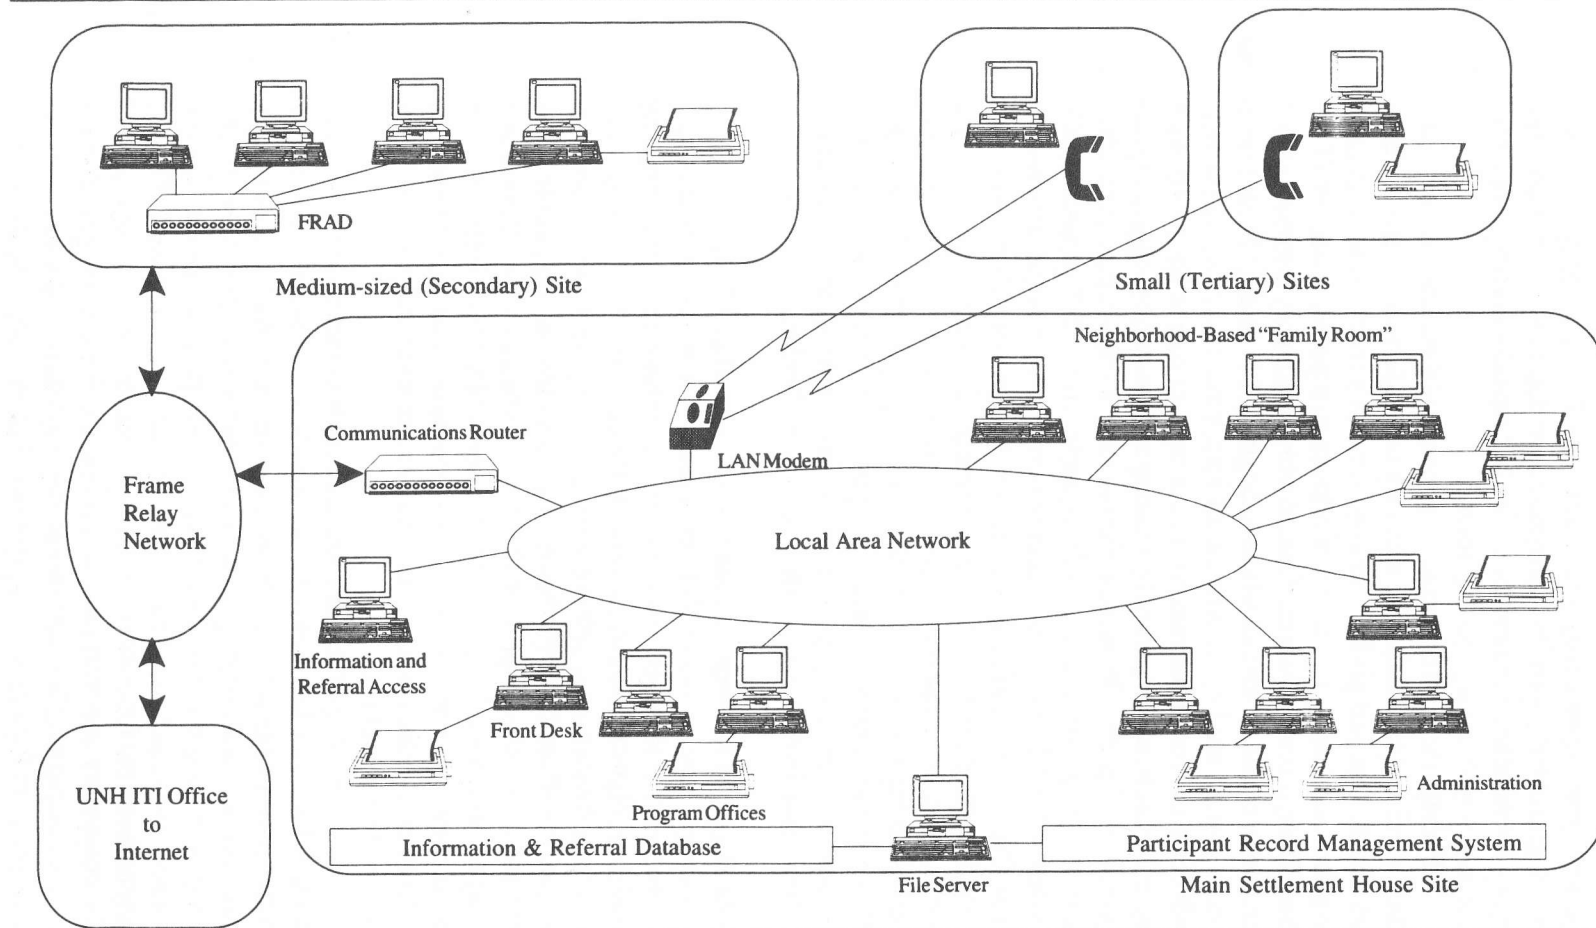 FRAD
Medium-sized (Secondary) Site
Small (Tertiary) Sites
Neighborhood-Based “Family Room”
Communications Router
LAN Modem
Frame
Relay
Network
Local Area Network
Information and
Referral Access
Front Desk
Program Offices
Administration
UNH ITI Office
to
Internet
Information & Referral Database
Participant Record Management System
File Server
Main Settlement House Site